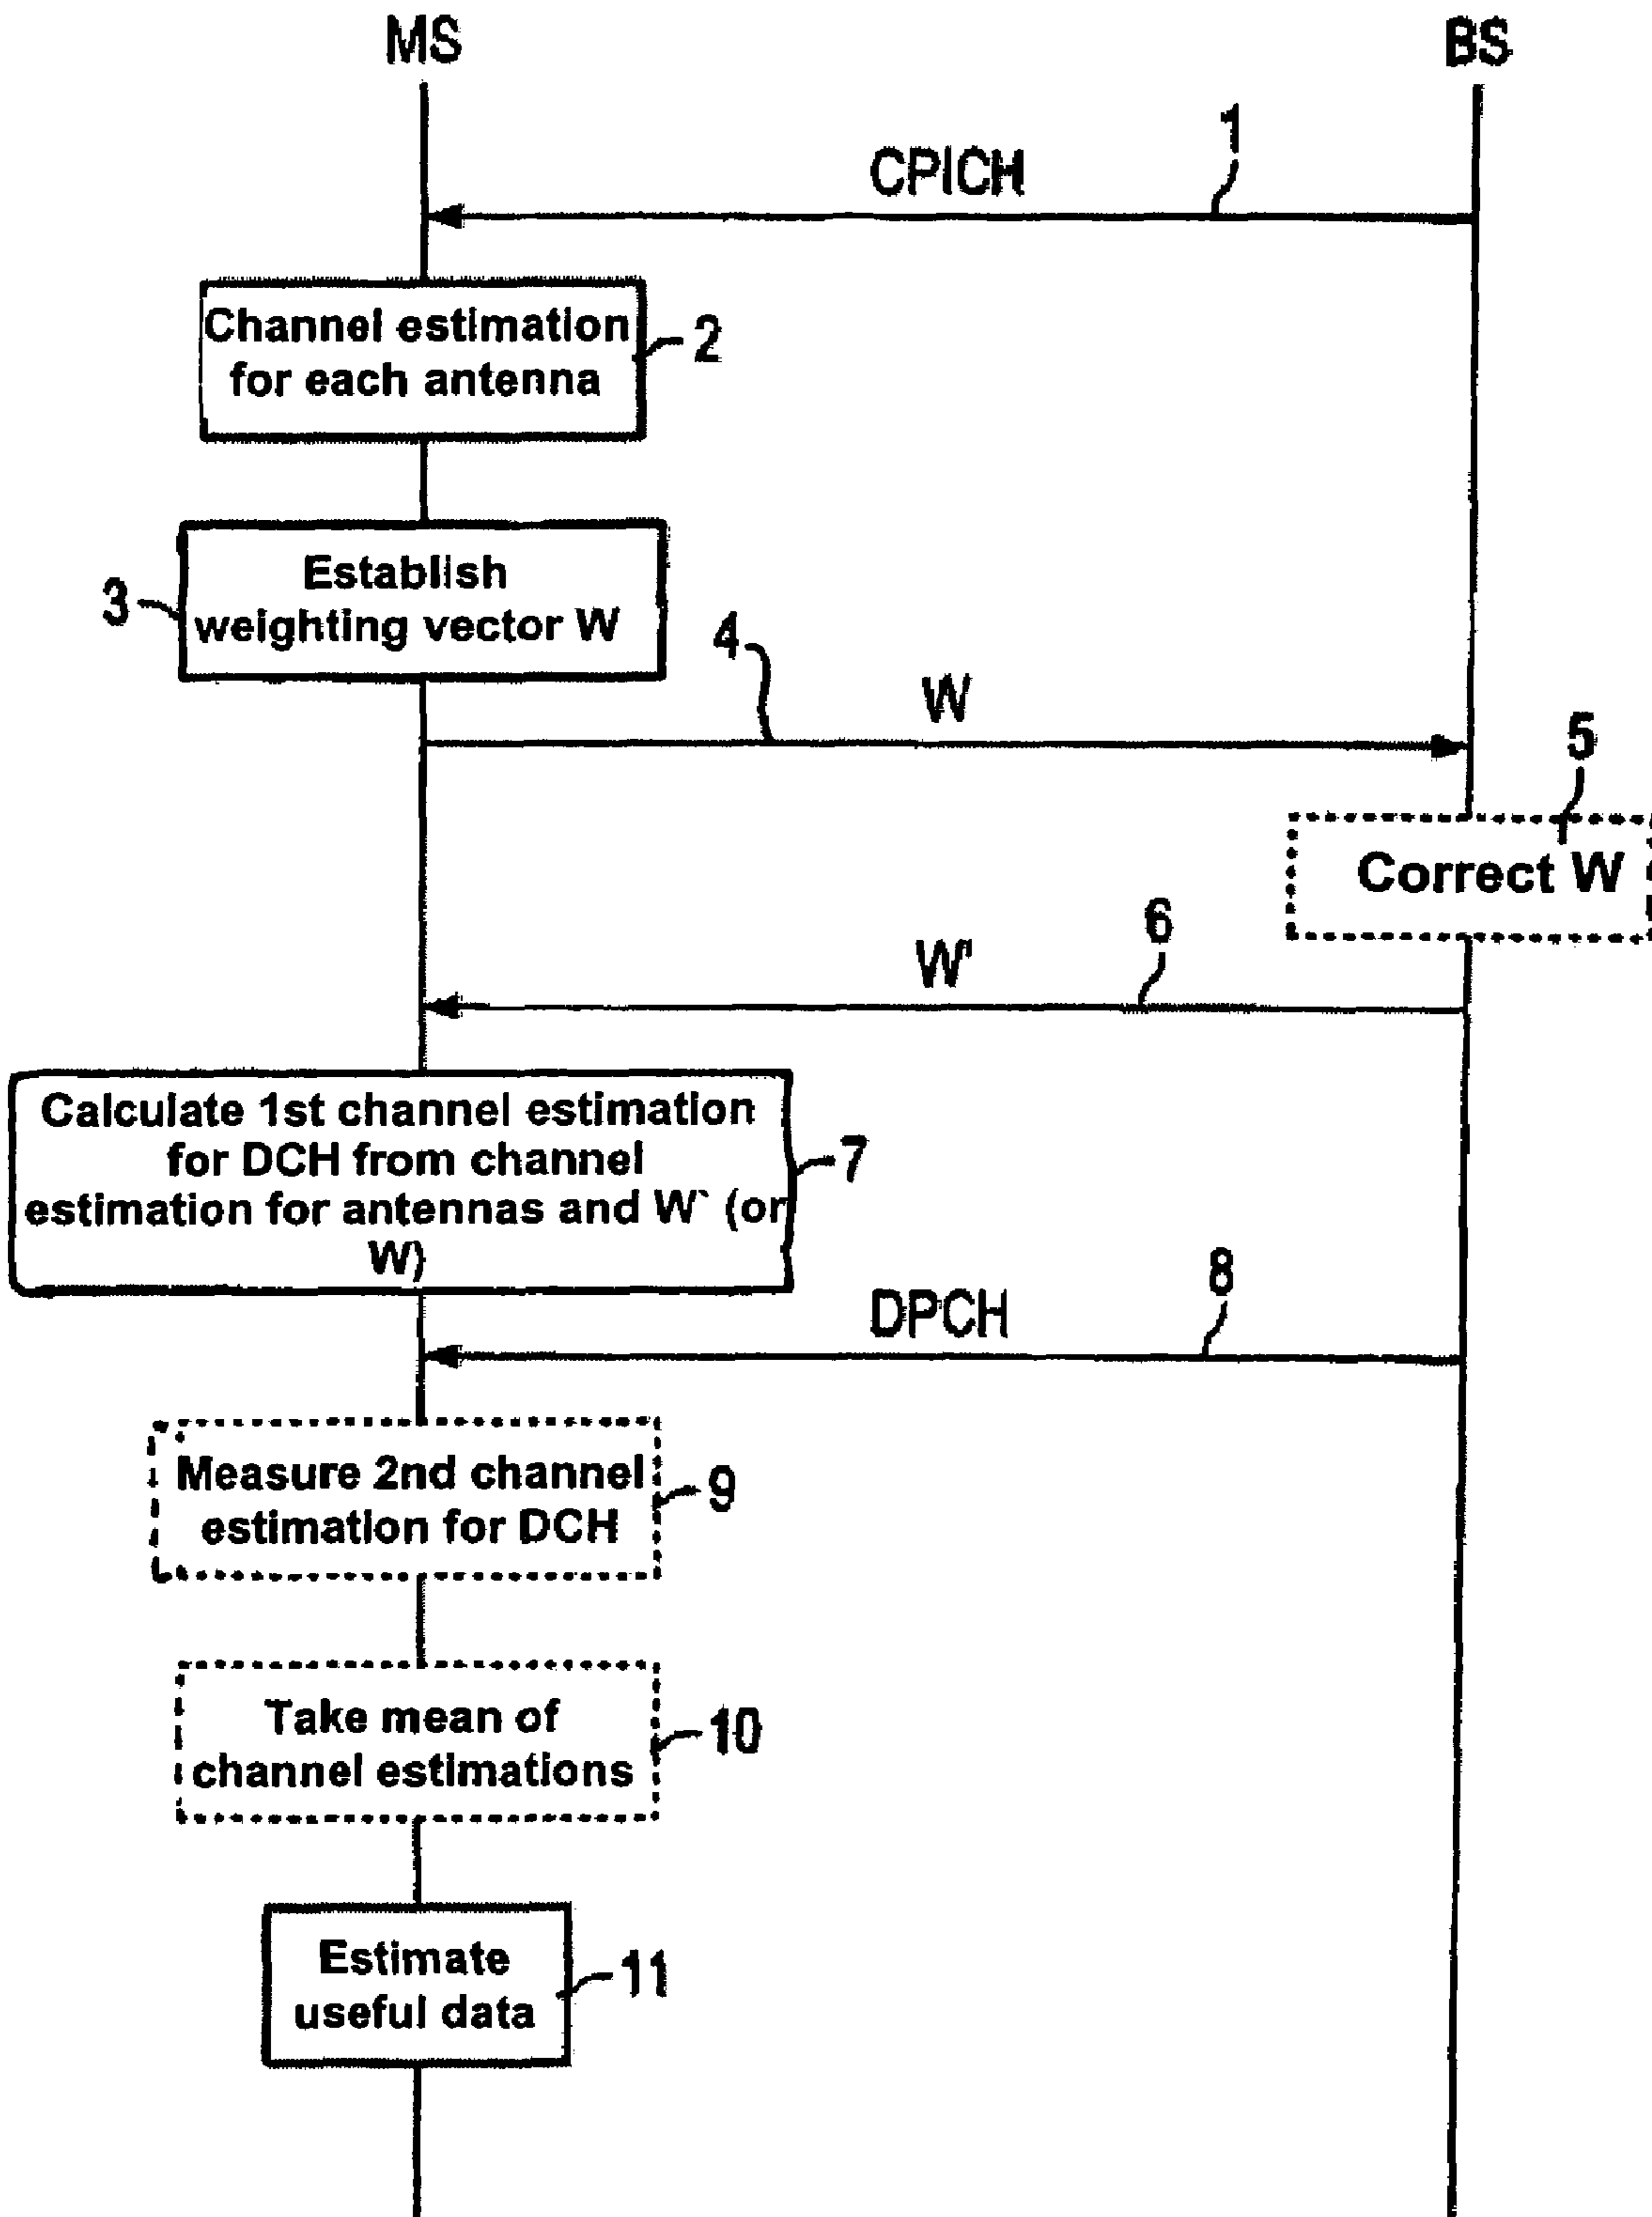 MS
BS
1
CPICH
Channel estimation
for each antenna
2
Establish
weighting vector W
3
4
W
5
Correct W
6
W'
Calculate 1st channel estimation
for DCH from channel
estimation for antennas and W` (or
W)
7
8
DPCH
Measure 2nd channel
estimation for DCH
9
Take mean of
channel estimations
10
Estimate
useful data
11